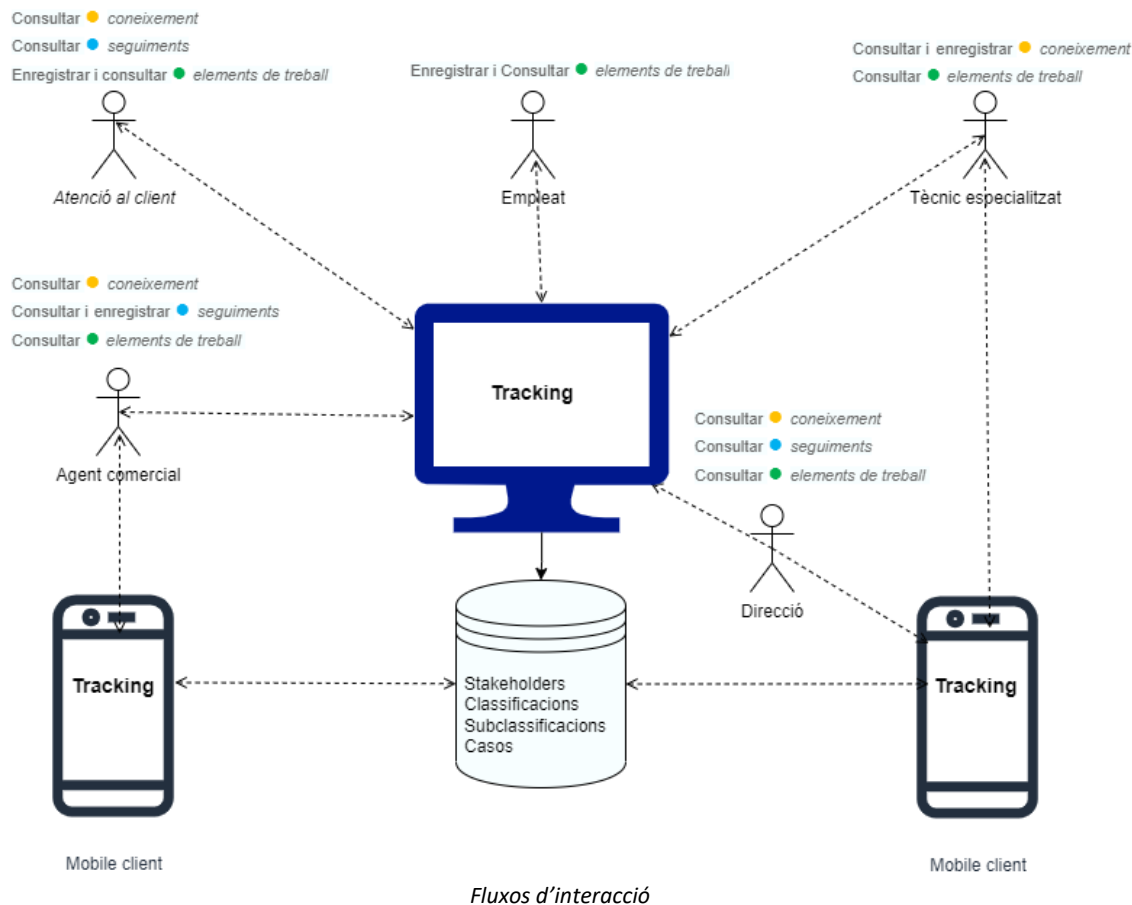 Consultar coneixement
Consultar seguiments
Enregistrar i consultar elements de treball
Atenció al client
Enregistrar i Consultar elements de treball
Empleat
Consultar i enregistrar coneixement
Consultar elements de treball
Tècnic especialitzat
Consultar coneixement
Consultar i enregistrar seguiments
Consultar elements de treball
Agent comercial
Tracking
Consultar coneixement
Consultar seguiments
Consultar elements de treball
Direcció
Tracking
Mobile client
Stakeholders
Classificacions
Subclassificacions
Casos
Tracking
Mobile client
Fluxos d’interacció